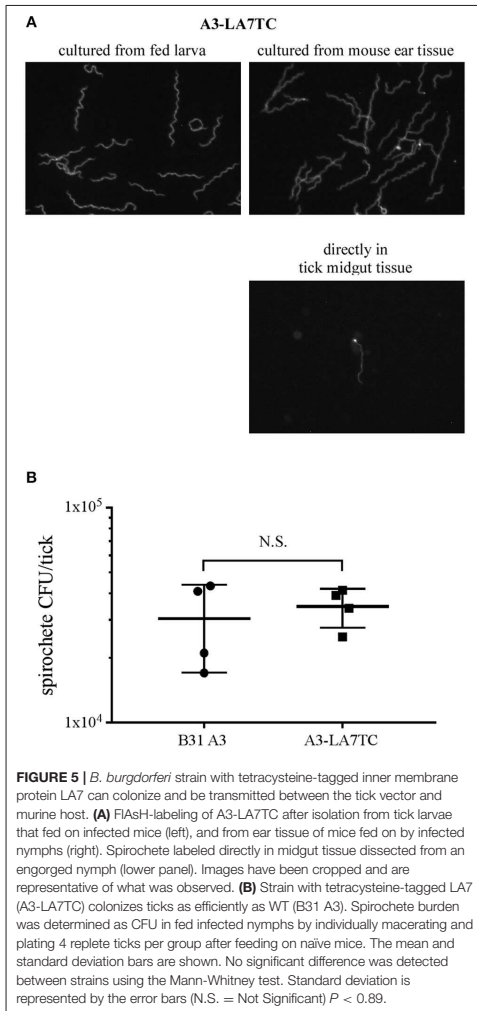 A
A3-LA7TC
cultured from fed larva
cultured from mouse ear tissue
directly in
tick midgut tissue
B
1x10^5
N.S.
spirochete CFU/tick
1x10^4
B31 A3
A3-LA7TC
FIGURE 5 | B. burgdorferi strain with tetracysteine-tagged inner membrane
protein LA7 can colonize and be transmitted between the tick vector and
murine host. (A) FlAsH-labeling of A3-LA7TC after isolation from tick larvae
that fed on infected mice (left), and from ear tissue of mice fed on by infected
nymphs (right). Spirochete labeled directly in midgut tissue dissected from an
engorged nymph (lower panel). Images have been cropped and are
representative of what was observed. (B) Strain with tetracysteine-tagged LA7
(A3-LA7TC) colonizes ticks as efficiently as WT (B31 A3). Spirochete burden
was determined as CFU in fed infected nymphs by individually macerating and
plating 4 replete ticks per group after feeding on naïve mice. The mean and
standard deviation bars are shown. No significant difference was detected
between strains using the Mann-Whitney test. Standard deviation is
represented by the error bars (N.S. = Not Significant) P < 0.89.